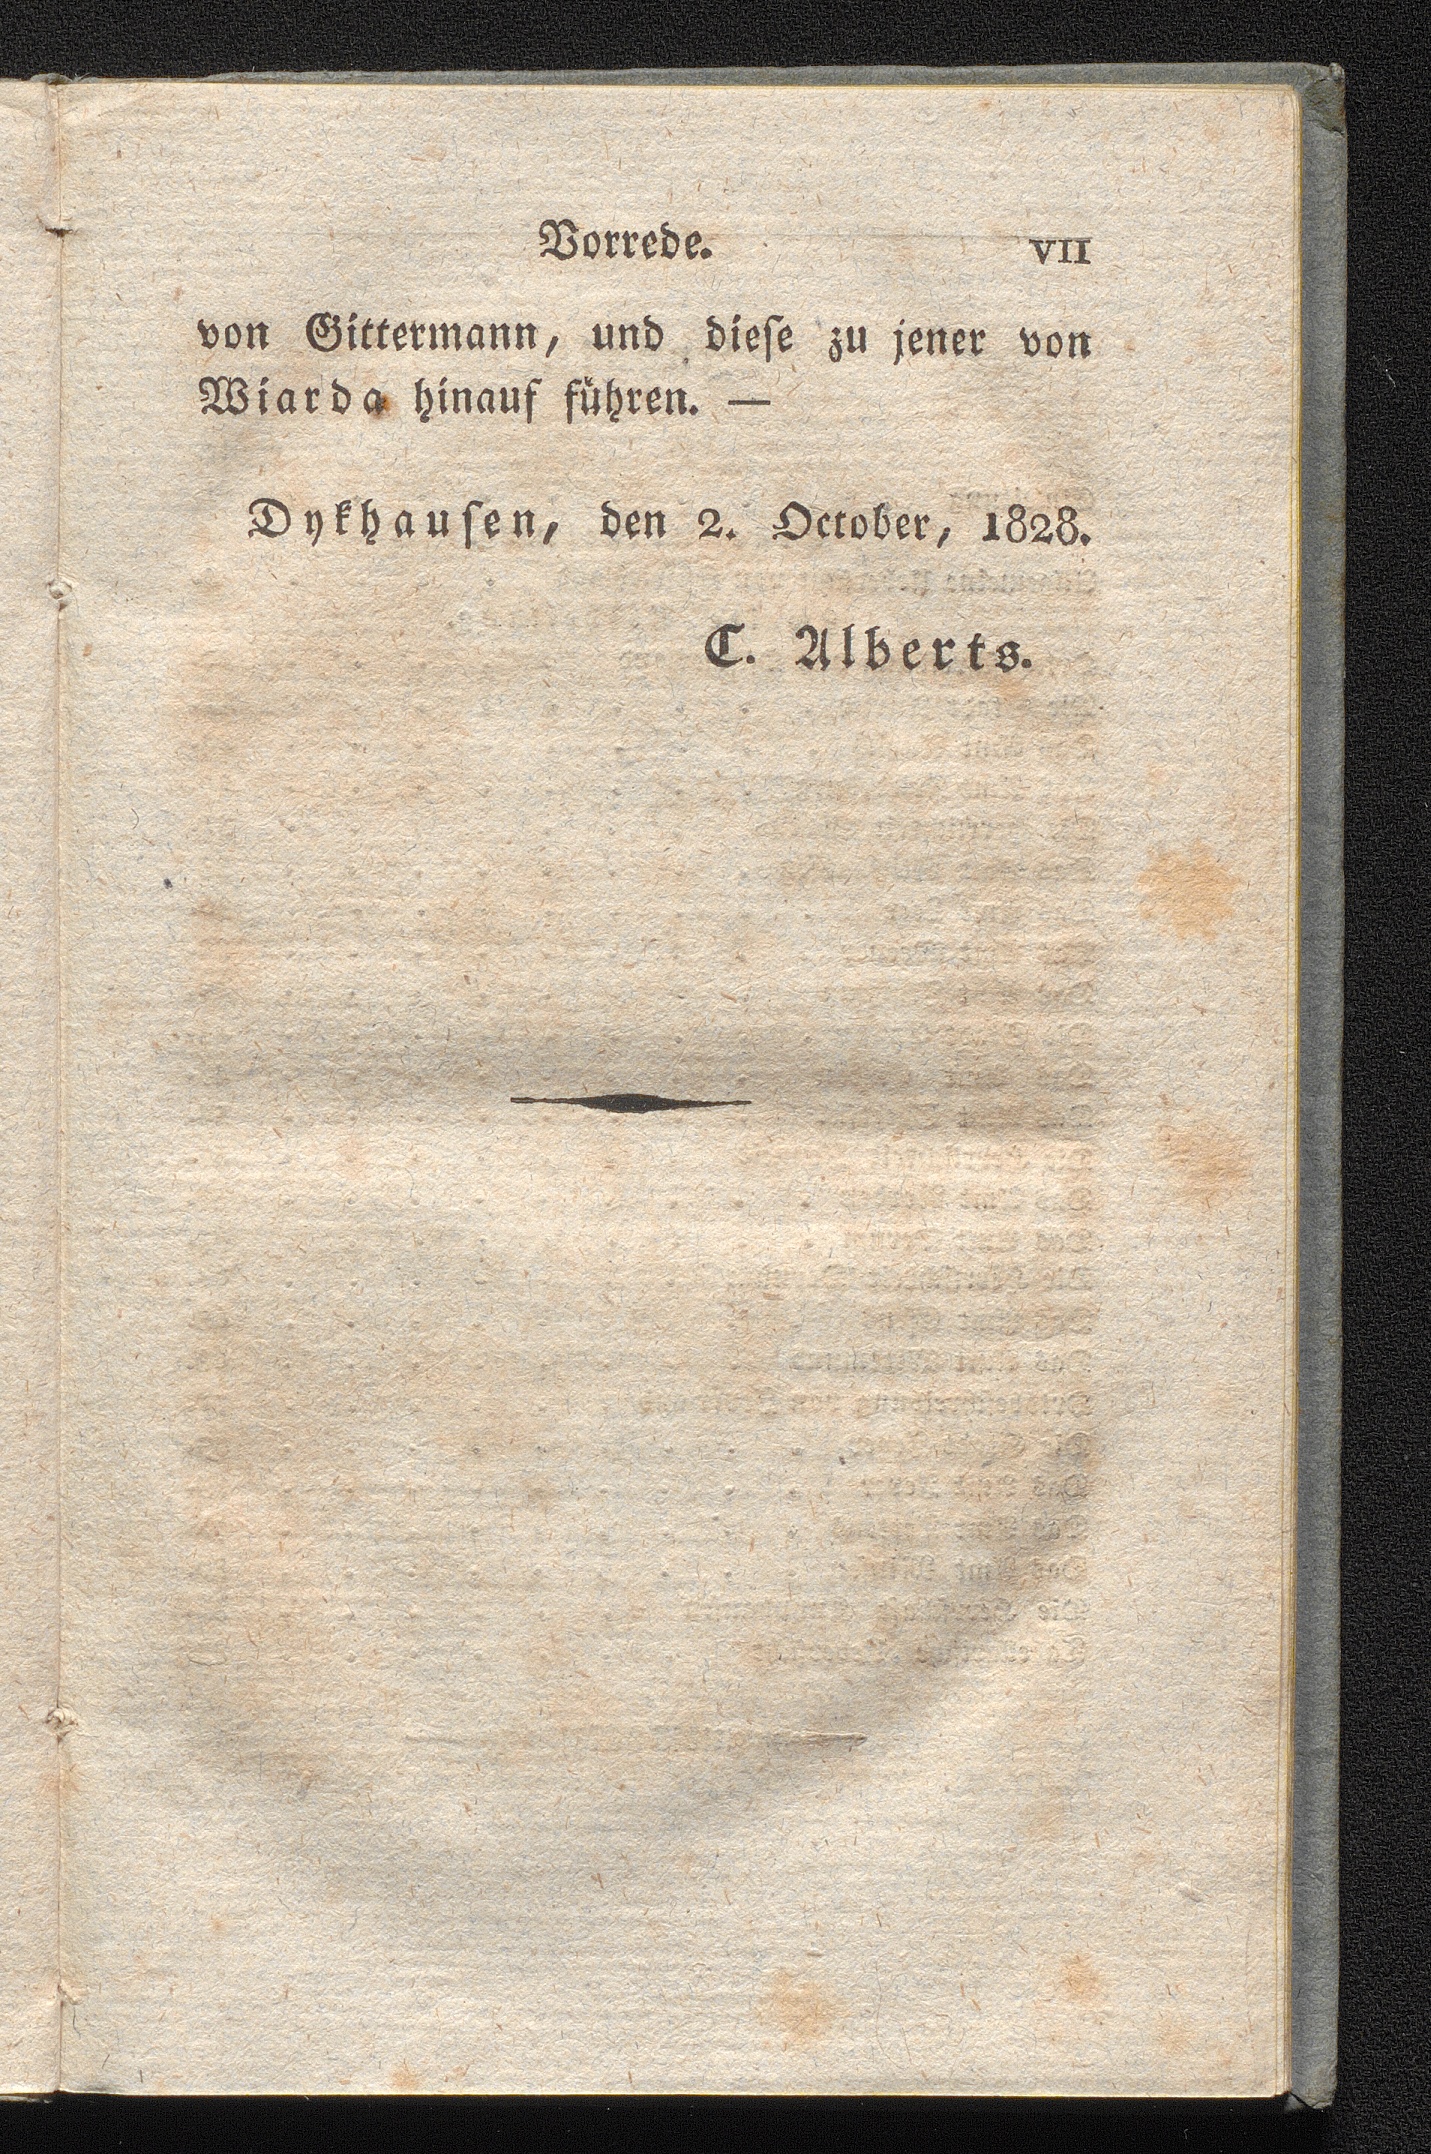 Vorrede. VII
von Gittermann, und dieſe zu jener von
Wiarda hinauf führen. —
Dykhauſen, den 2. October, 1828.
C. Alberts.